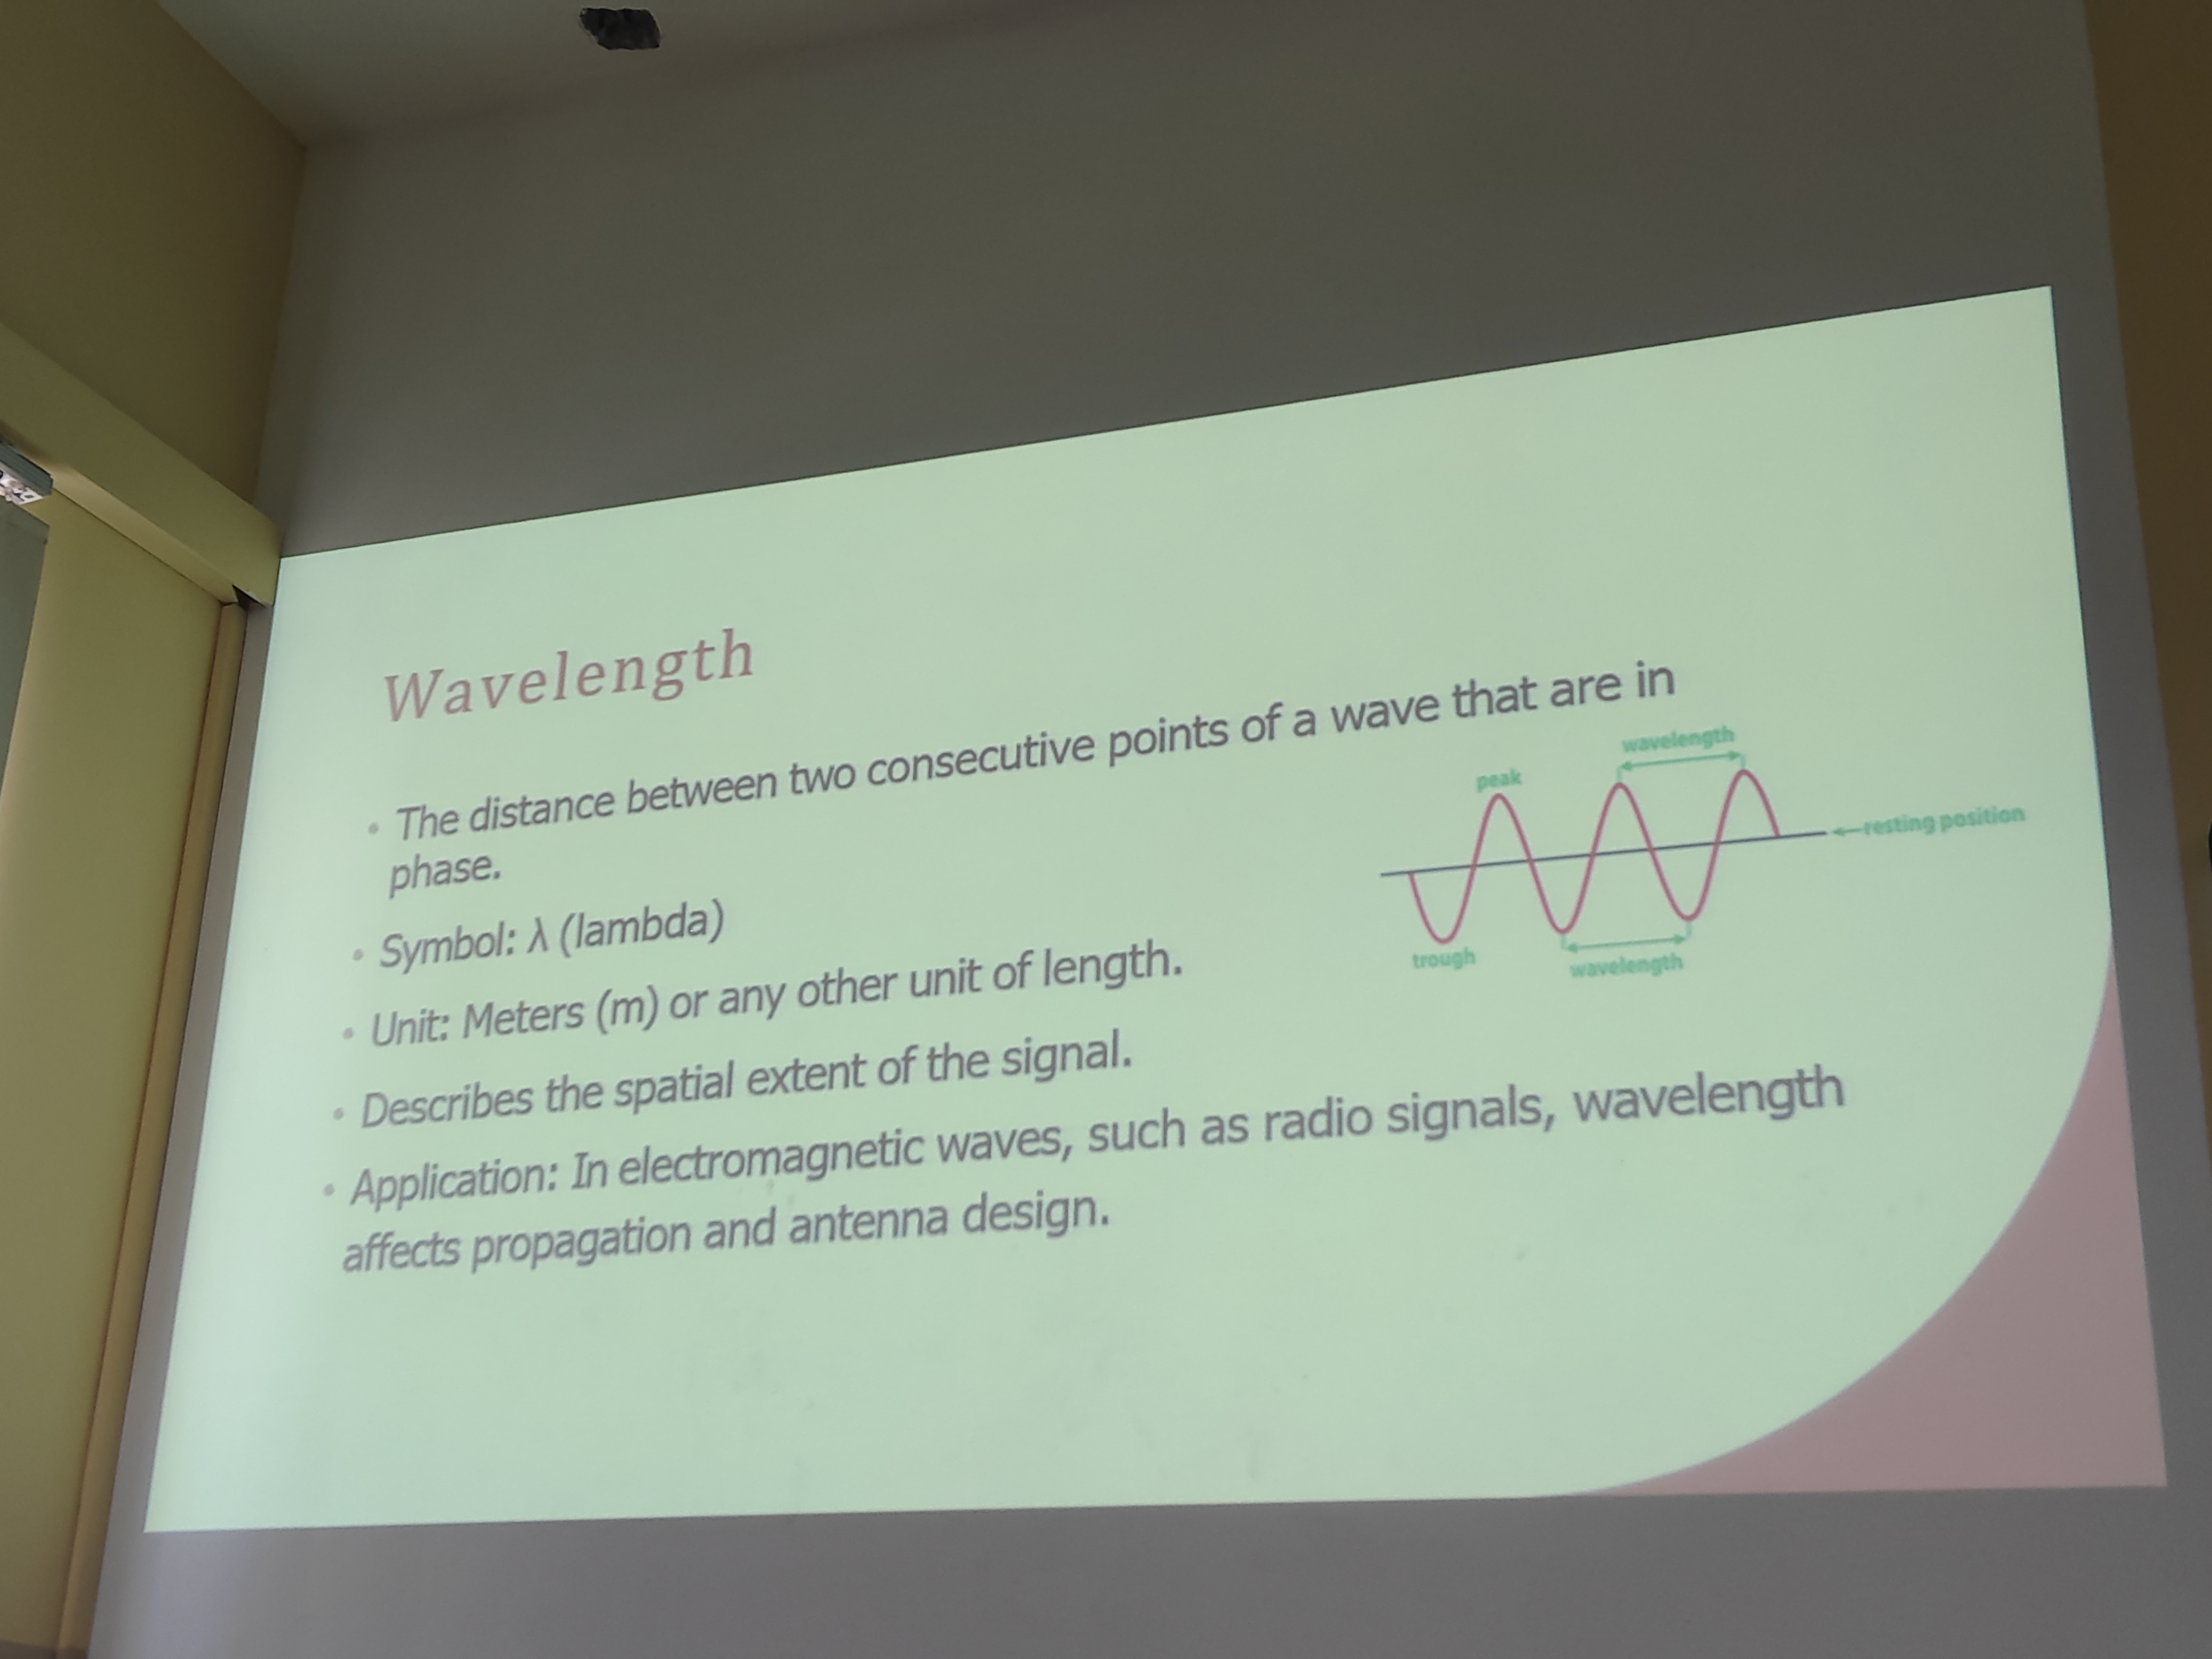 Wavelength
• The distance between two consecutive points of a wave that are in
phase.
• Symbol: λ (lambda)
• Unit: Meters (m) or any other unit of length.
• Describes the spatial extent of the signal.
• Application: In electromagnetic waves, such as radio signals, wavelength
affects propagation and antenna design.
wavelength
peak
resting position
trough
wavelength